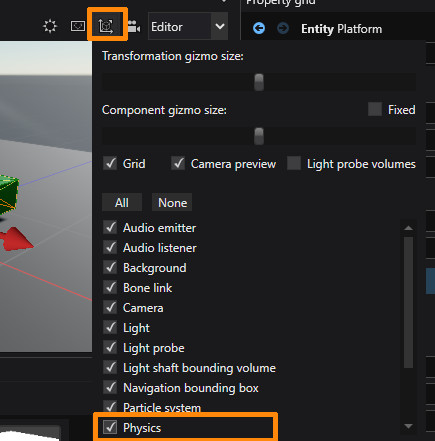 Property grid
Editor
Entity Platform
Transformation gizmo size:
Component gizmo size:
Fixed
Grid
Camera preview
Light probe volumes
All
None
Audio emitter
Audio listener
Background
Bone link
Camera
Light
Light probe
Light shaft bounding volume
Navigation bounding box
Particle system
Physics